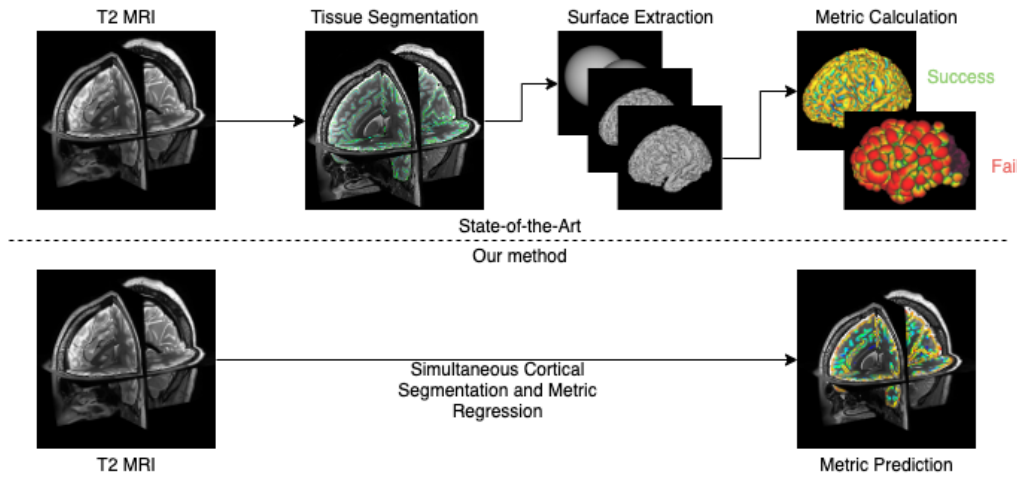 T2 MRI
Tissue Segmentation
Surface Extraction
Metric Calculation
Success
Fail
State-of-the-Art
Our method
Simultaneous Cortical
Segmentation and Metric
Regression
T2 MRI
Metric Prediction